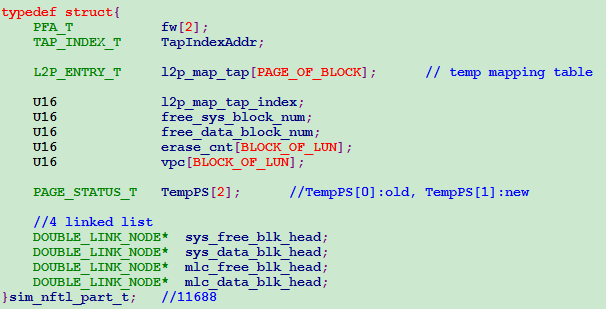 typedef struct{
PFA_T fw[2];
TAP_INDEX_T TapIndexAddr;
L2P_ENTRY_T l2p_map_tap[PAGE_OF_BLOCK]; // temp mapping table
U16 l2p_map_tap_index;
U16 free_sys_block_num;
U16 free_data_block_num;
U16 erase_cnt[BLOCK_OF_LUN];
U16 vpc[BLOCK_OF_LUN];
PAGE_STATUS_T TempPS[2]; //TempPS[0]:old, TempPS[1]:new
//4 linked list
DOUBLE_LINK_NODE* sys_free_blk_head;
DOUBLE_LINK_NODE* sys_data_blk_head;
DOUBLE_LINK_NODE* mlc_free_blk_head;
DOUBLE_LINK_NODE* mlc_data_blk_head;
}sim_nftl_part_t; //11688